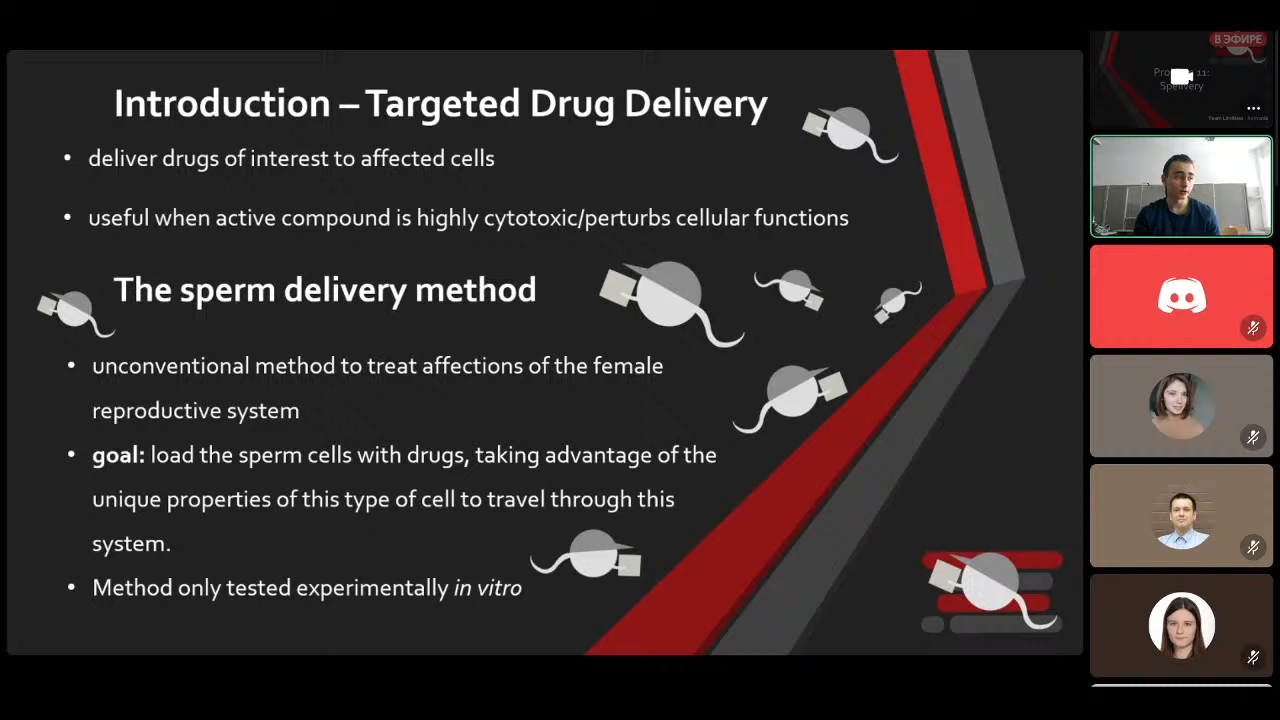 Introduction – Targeted Drug Delivery
• deliver drugs of interest to affected cells
• useful when active compound is highly cytotoxic/perturbs cellular functions
The sperm delivery method
• unconventional method to treat affections of the female
reproductive system
• goal: load the sperm cells with drugs, taking advantage of the
unique properties of this type of cell to travel through this
system.
• Method only tested experimentally in vitro
В ЭФИРЕ
11:
Spelivery